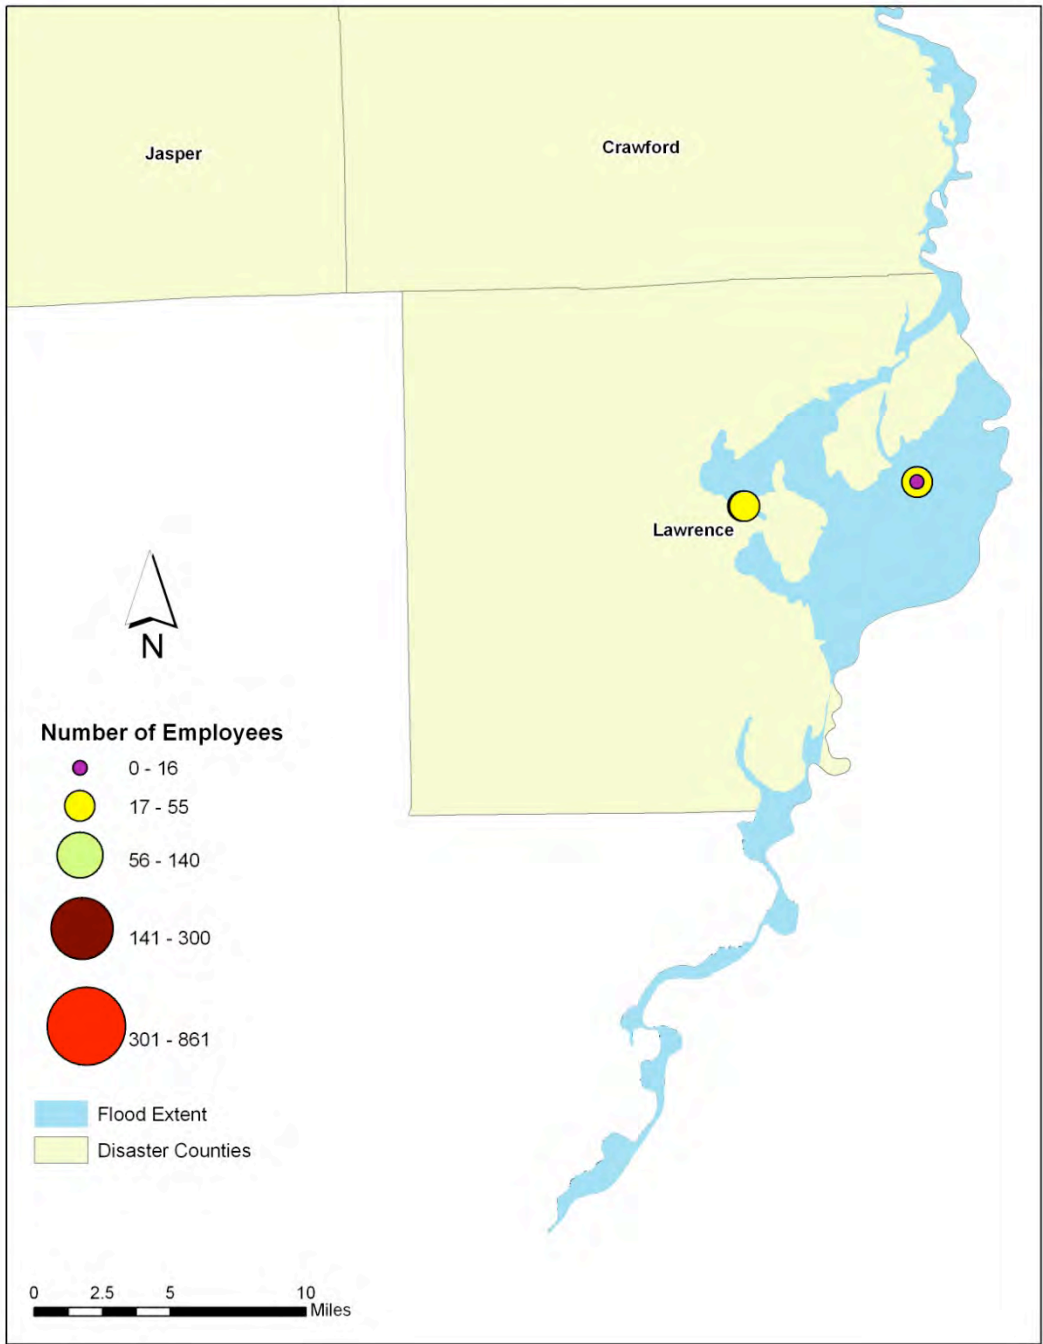 Jasper
Crawford
Lawrence
N
Number of Employees
0 - 16
17 - 55
56 - 140
141 - 300
301 - 861
Flood Extent
Disaster Counties
0 2.5 5 10
Miles